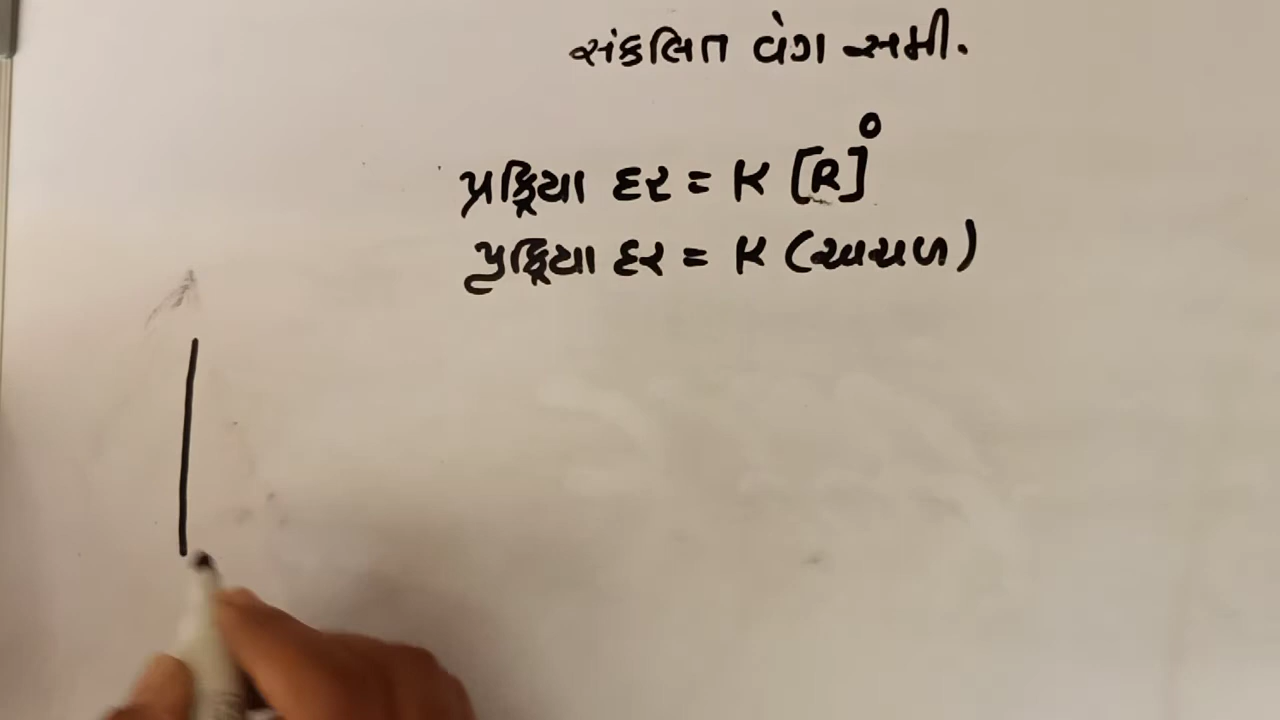 સંકલિત વેગ સમી.
પ્રક્રિયા દર = K [R]⁰
પ્રક્રિયા દર = K (અચળ)